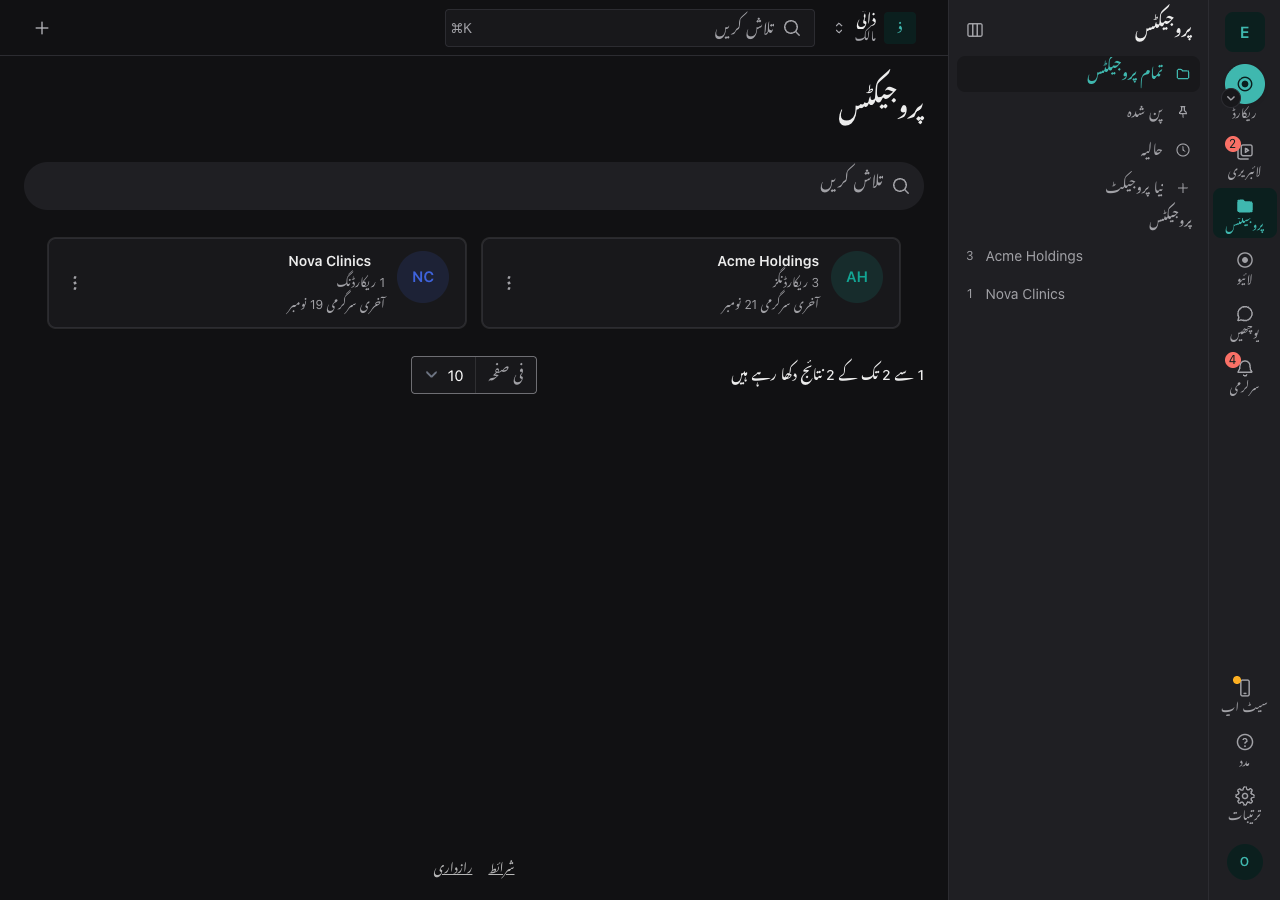 E
ریکارڈ
2
لائبریری
پروجیکٹس
لائیو
پوچھیں
4
سرگرمی
سیٹ اپ
مدد
ترتیبات
O
پروجیکٹس
تمام پروجیکٹس
پن شدہ
حالیہ
نیا پروجیکٹ
پروجیکٹس
Acme Holdings 3
Nova Clinics 1
ذ
ذاتی
مالک
تلاش کریں ⌘K
پروجیکٹس
تلاش کریں
AH
Acme Holdings
3 ریکارڈنگز
آخری سرگرمی 21 نومبر
NC
Nova Clinics
1 ریکارڈنگ
آخری سرگرمی 19 نومبر
1 سے 2 تک کے 2 نتائج دکھا رہے ہیں
فی صفحہ 10
شرائط رازداری